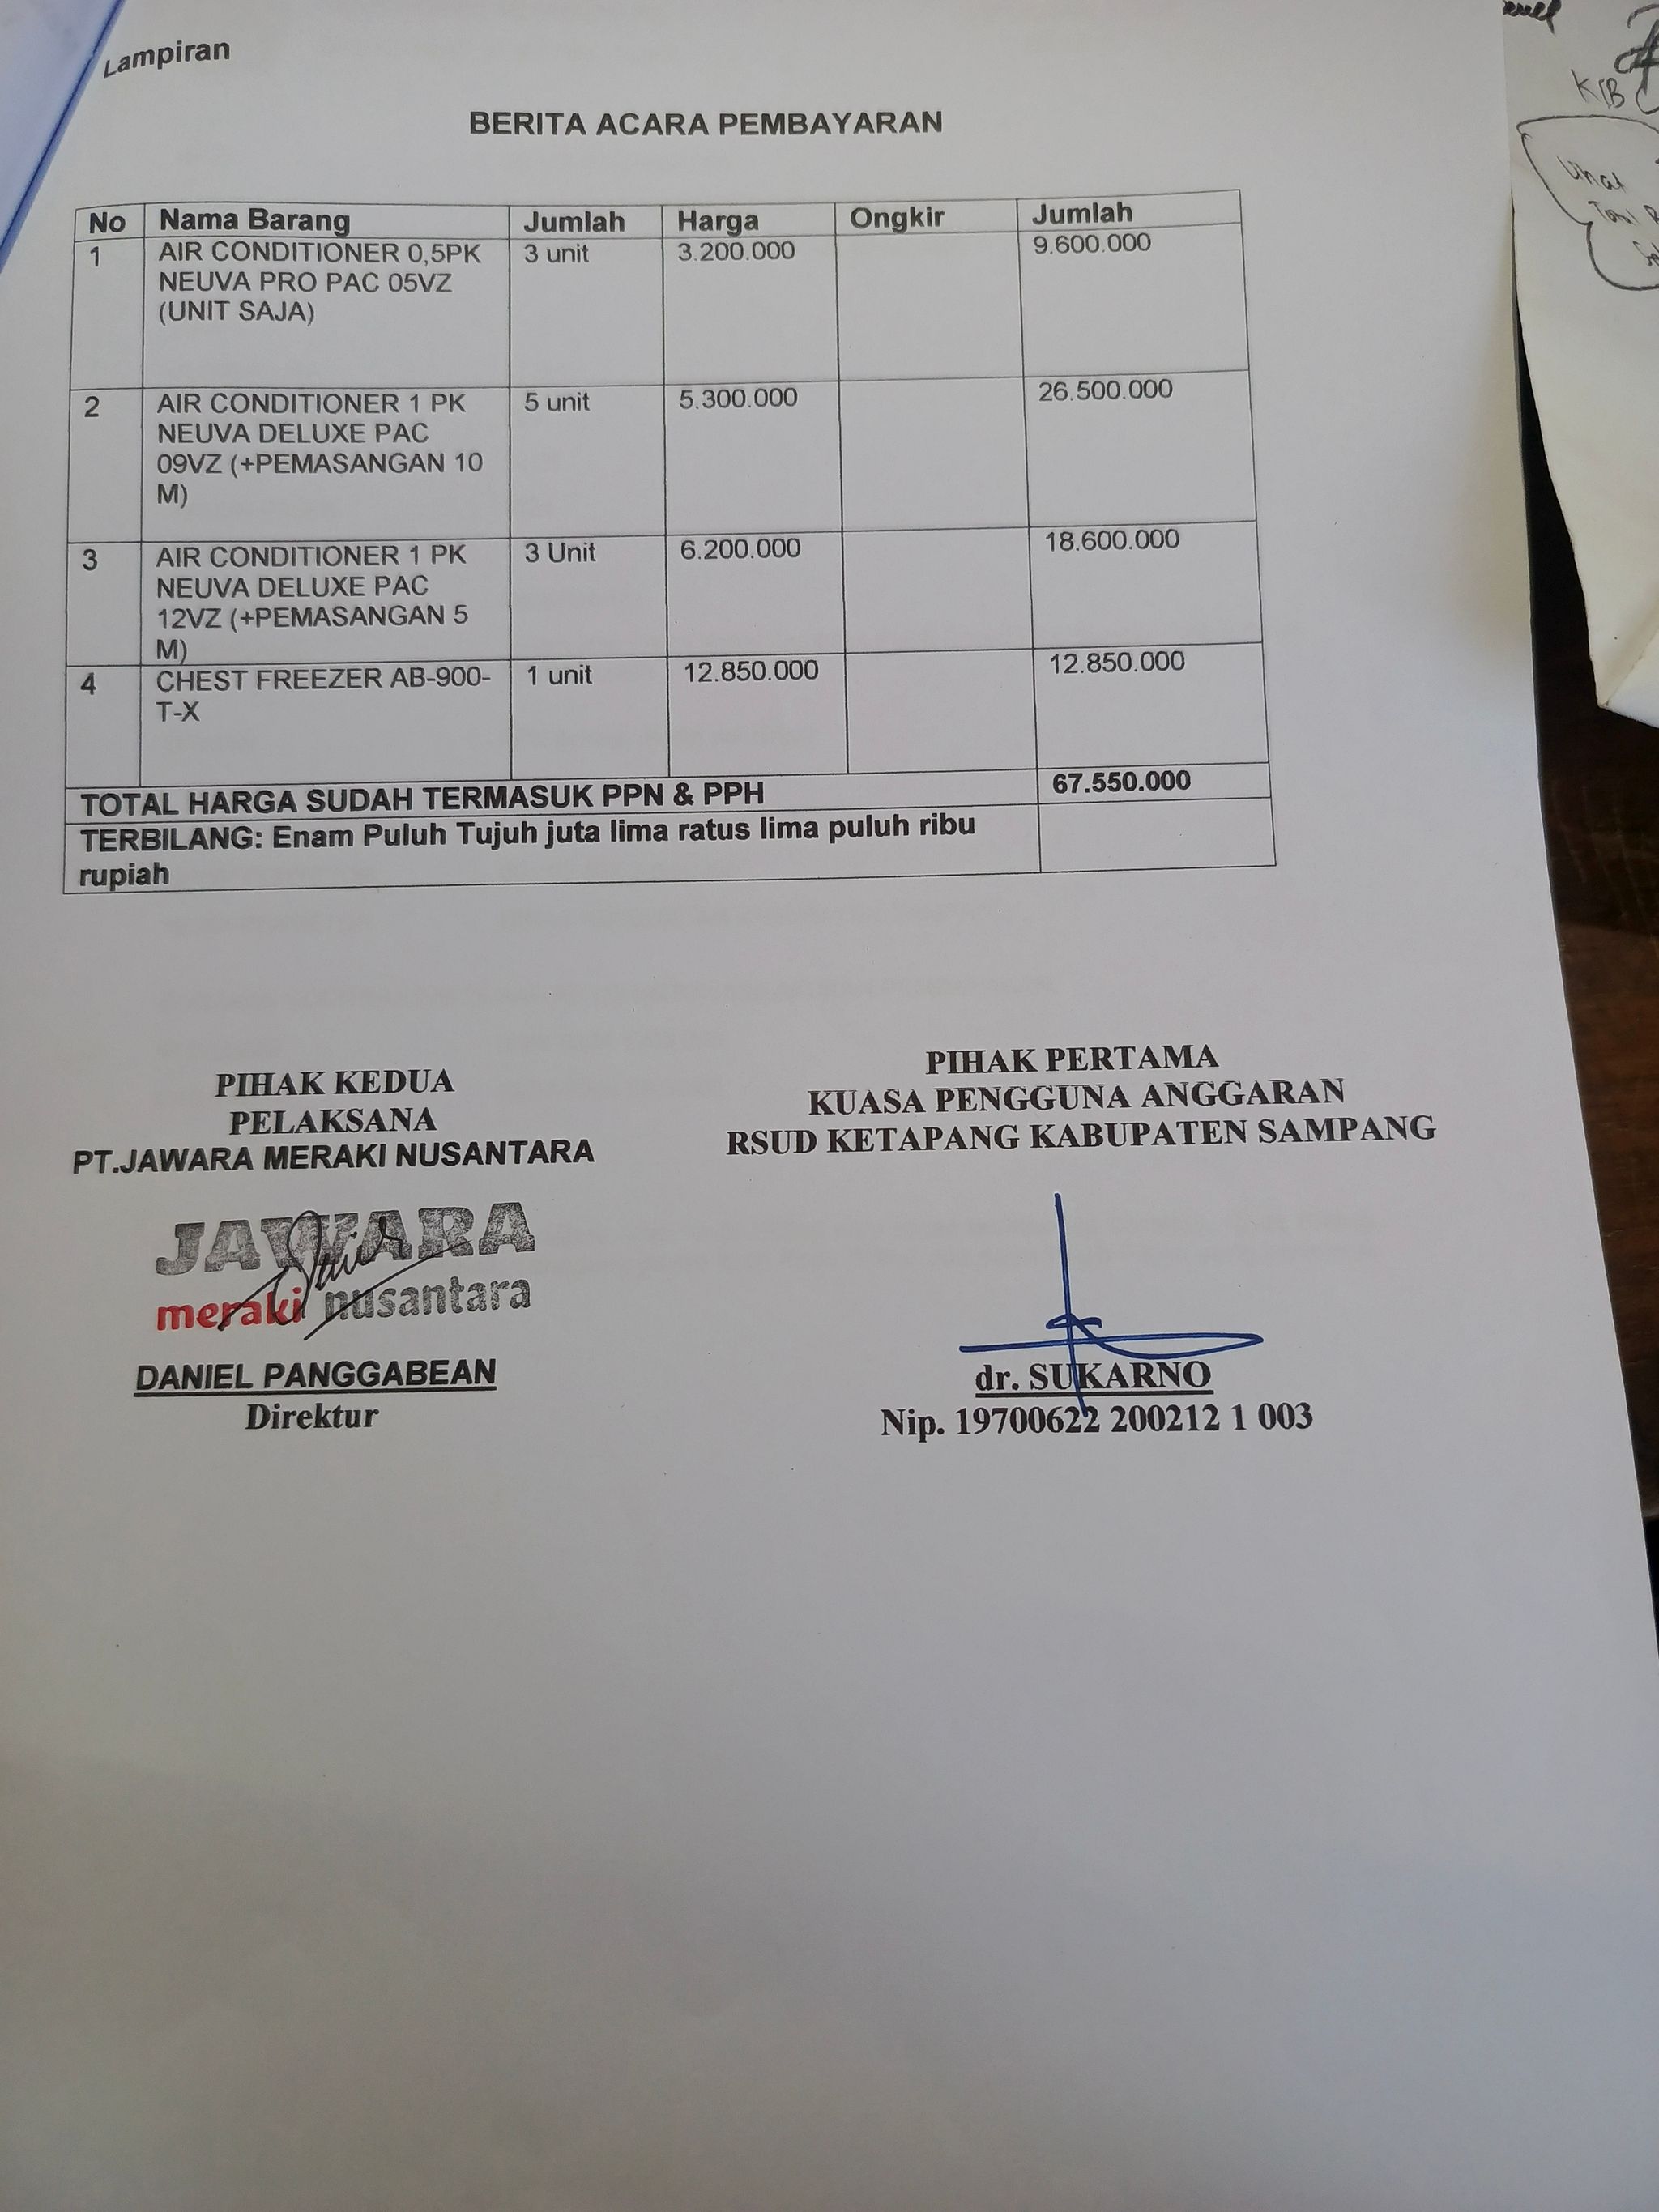 Lampiran
BERITA ACARA PEMBAYARAN
No Nama Barang Jumlah Harga Ongkir Jumlah
1 AIR CONDITIONER 0,5PK 3 unit 3.200.000 9.600.000
NEUVA PRO PAC 05VZ
(UNIT SAJA)
2 AIR CONDITIONER 1 PK 5 unit 5.300.000 26.500.000
NEUVA DELUXE PAC
09VZ (+PEMASANGAN 10
M)
3 AIR CONDITIONER 1 PK 3 Unit 6.200.000 18.600.000
NEUVA DELUXE PAC
12VZ (+PEMASANGAN 5
M)
4 CHEST FREEZER AB-900- 1 unit 12.850.000 12.850.000
T-X
TOTAL HARGA SUDAH TERMASUK PPN & PPH 67.550.000
TERBILANG: Enam Puluh Tujuh juta lima ratus lima puluh ribu
rupiah
PIHAK KEDUA
PELAKSANA
PT.JAWARA MERAKI NUSANTARA
JAWARA
meraki nusantara
DANIEL PANGGABEAN
Direktur
PIHAK PERTAMA
KUASA PENGGUNA ANGGARAN
RSUD KETAPANG KABUPATEN SAMPANG
dr. SUKARNO
Nip. 19700622 200212 1 003
KIB